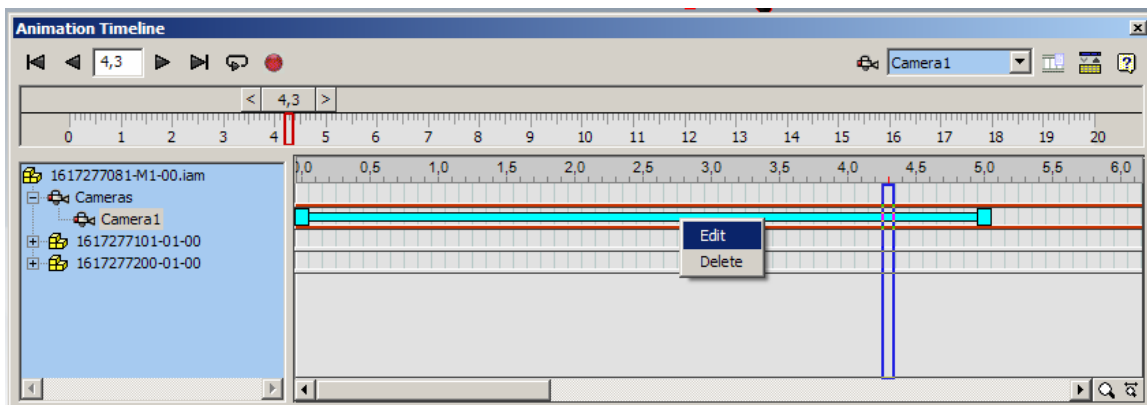 Animation Timeline
4,3
Camera1
< 4,3 >
0 1 2 3 4 5 6 7 8 9 10 11 12 13 14 15 16 17 18 19 20
1617277081-M1-00.iam
0,0 0,5 1,0 1,5 2,0 2,5 3,0 3,5 4,0 4,5 5,0 5,5 6,0
Cameras
Camera1
1617277101-01-00
Edit
1617277200-01-00
Delete